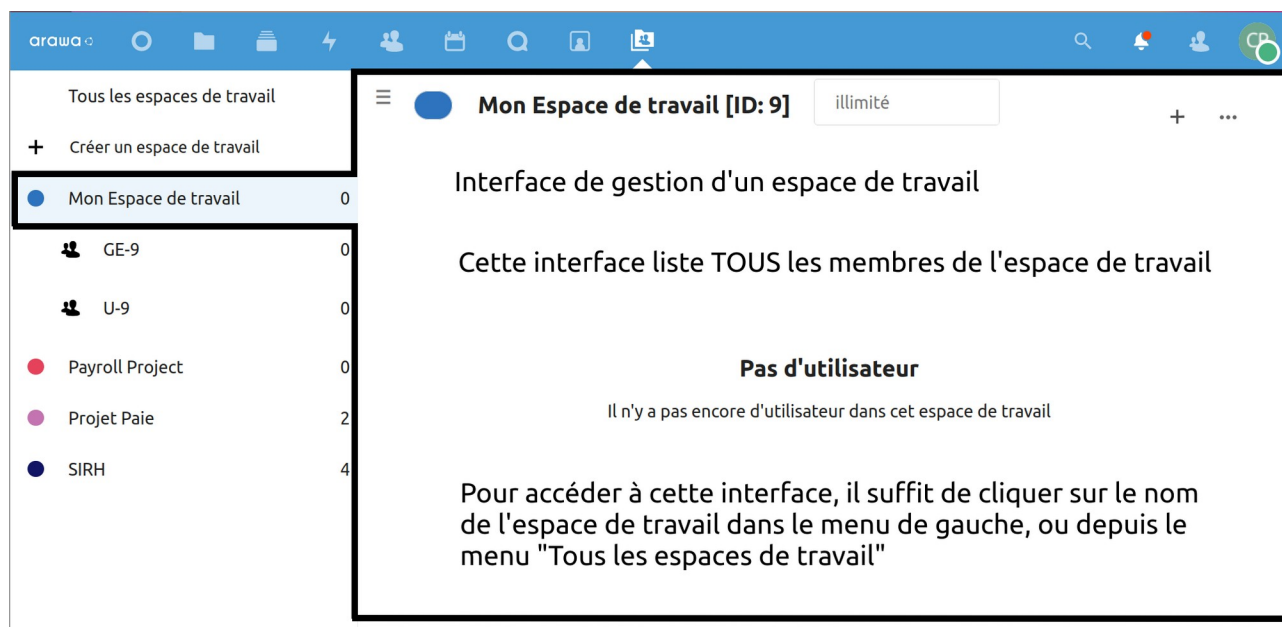 arawa
CP
Tous les espaces de travail
+ Créer un espace de travail
Mon Espace de travail 0
GE-9 0
U-9 0
Payroll Project 0
Projet Paie 2
SIRH 4
Mon Espace de travail [ID: 9] illimité + ...
Interface de gestion d'un espace de travail
Cette interface liste TOUS les membres de l'espace de travail
Pas d'utilisateur
Il n'y a pas encore d'utilisateur dans cet espace de travail
Pour accéder à cette interface, il suffit de cliquer sur le nom
de l'espace de travail dans le menu de gauche, ou depuis le
menu "Tous les espaces de travail"